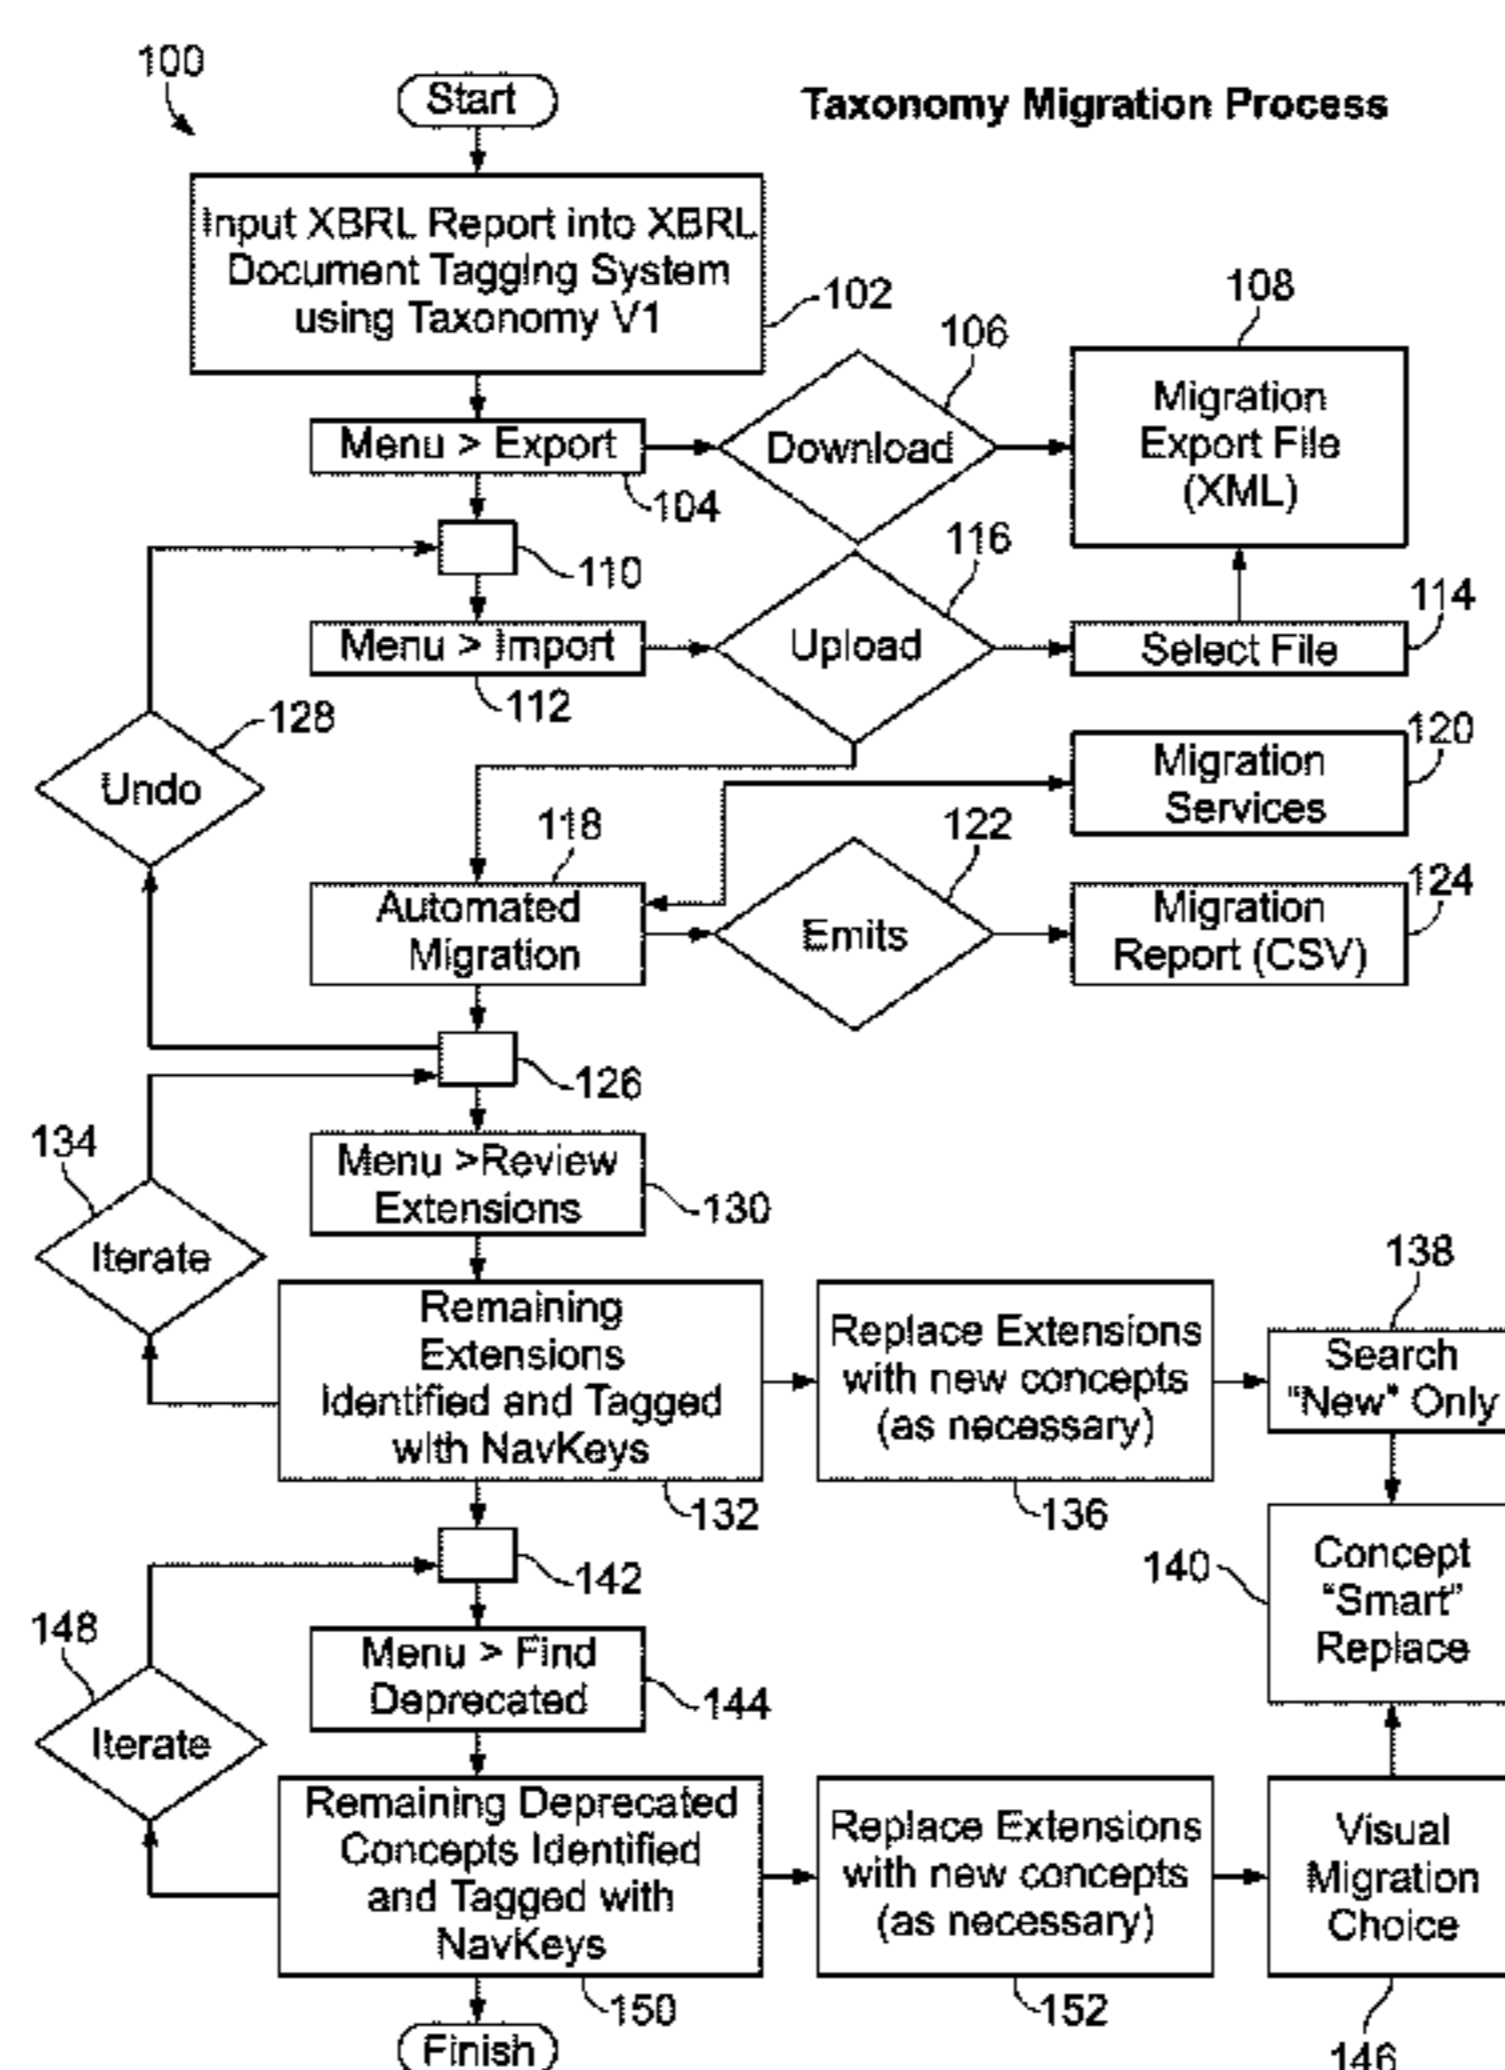 100
Start
Taxonomy Migration Process
Input XBRL Report into XBRL
Document Tagging System
using Taxonomy V1
102
106
108
Menu > Export
104
Download
Migration
Export File
(XML)
110
116
114
Menu > Import
112
Upload
Select File
128
Undo
120
Migration
Services
118
122
124
Automated
Migration
Emits
Migration
Report (CSV)
126
134
Menu >Review
Extensions
130
Iterate
138
Remaining
Extensions
Identified and Tagged
with NavKeys
132
Replace Extensions
with new concepts
(as necessary)
136
Search
"New" Only
142
140
Concept
"Smart"
Replace
148
Menu > Find
Deprecated
144
Iterate
Remaining Deprecated
Concepts Identified
and Tagged with
NavKeys
150
Replace Extensions
with new concepts
(as necessary)
152
Visual
Migration
Choice
146
Finish